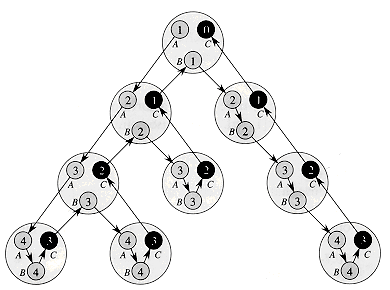 1 0
A C
B 1
2 1 2 1
A C A C
B 2 B 2
3 2 3 2 3 2
A C A C A C
B 3 B 3 B 3
4 3 4 3 4 3
A C A C A C
B 4 B 4 B 4